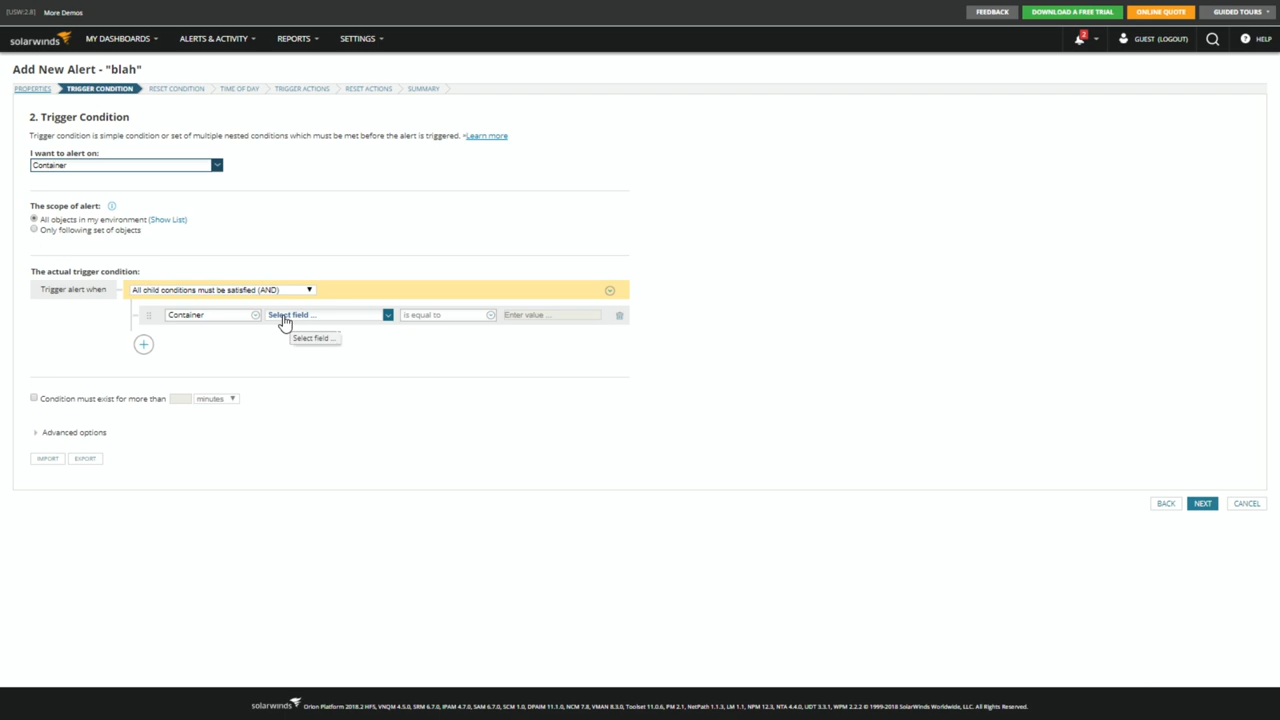 [USW:2.8] More Demos FEEDBACK DOWNLOAD A FREE TRIAL ONLINE QUOTE GUIDED TOURS
solarwinds MY DASHBOARDS ALERTS & ACTIVITY REPORTS SETTINGS 2 GUEST (LOGOUT) ? HELP
Add New Alert - "blah"
PROPERTIES TRIGGER CONDITION RESET CONDITION TIME OF DAY TRIGGER ACTIONS RESET ACTIONS SUMMARY
2. Trigger Condition
Trigger condition is simple condition or set of multiple nested conditions which must be met before the alert is triggered. »Learn more
I want to alert on:
Container
The scope of alert: i
All objects in my environment (Show List)
Only following set of objects
The actual trigger condition:
Trigger alert when All child conditions must be satisfied (AND)
Container Select field ... is equal to Enter value ...
Select field ...
Condition must exist for more than minutes
Advanced options
IMPORT EXPORT
BACK NEXT CANCEL
solarwinds Orion Platform 2018.2 HF5, VNQM 4.5.0, SRM 6.7.0, IPAM 4.7.0, SAM 6.7.0, SCM 1.0, DPAIM 11.1.0, NCM 7.8, VMAN 8.3.0, Toolset 11.0.6, PM 2.1, NetPath 1.1.3, LM 1.1, NPM 12.3, NTA 4.4.0, UDT 3.3.1, WPM 2.2.2 © 1999-2018 SolarWinds Worldwide, LLC. All Rights Reserved.